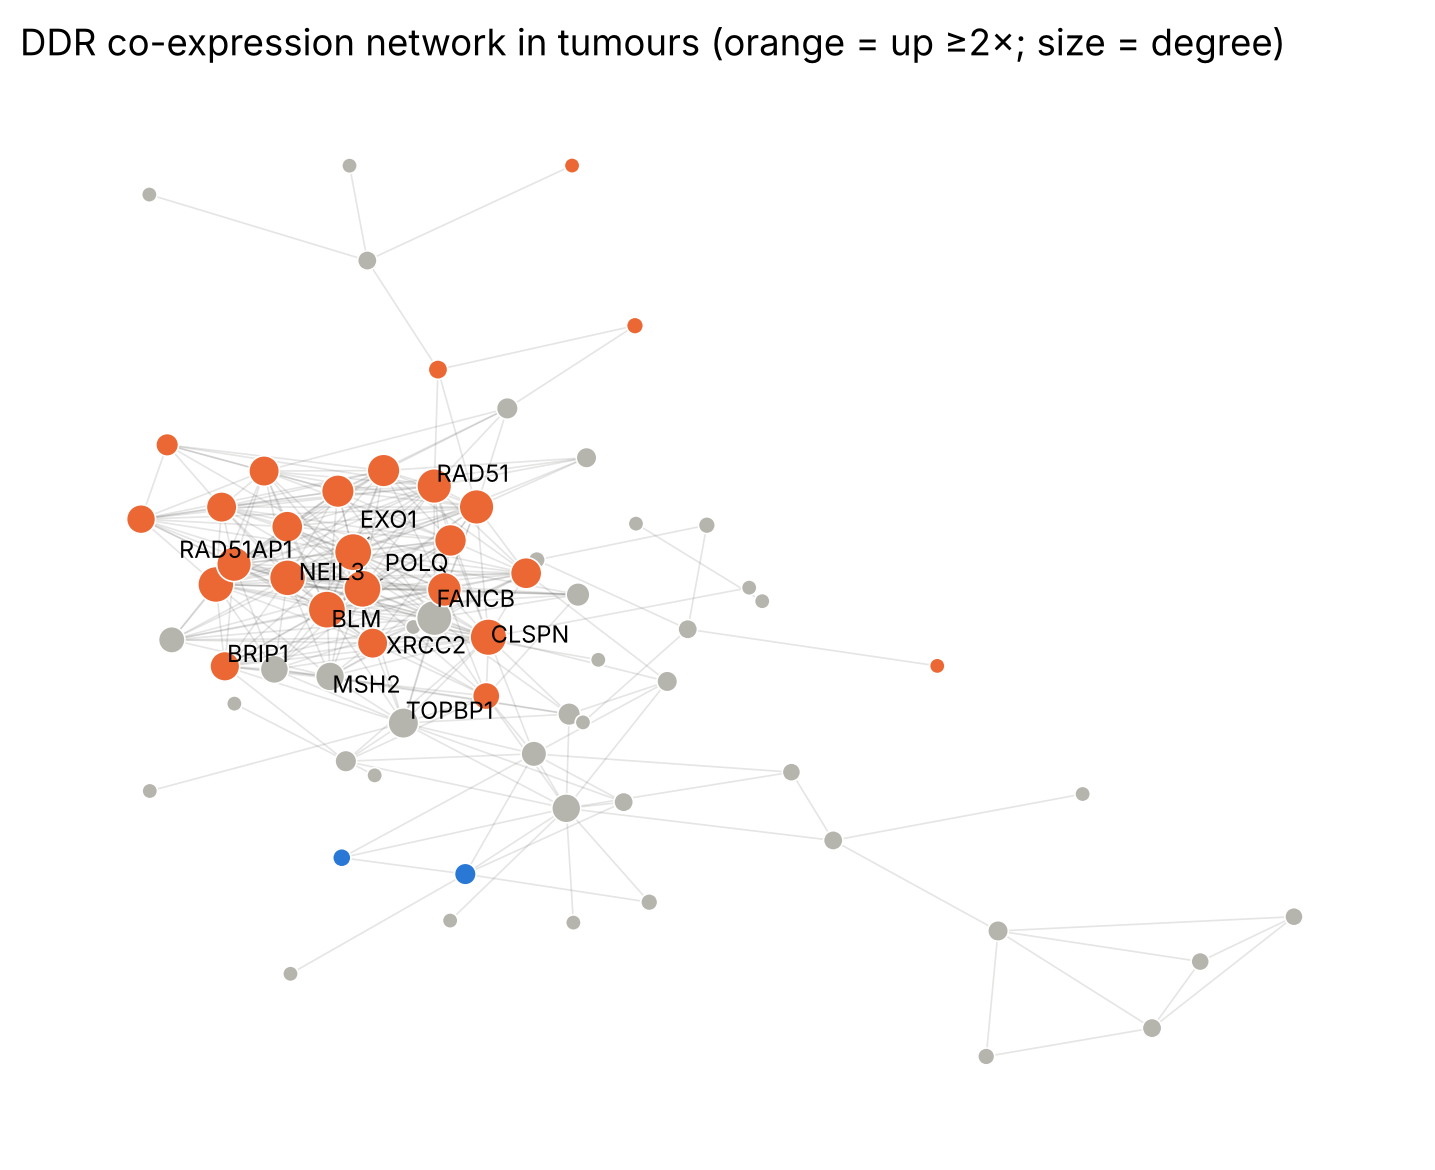 DDR co-expression network in tumours (orange = up ≥2×; size = degree)
RAD51
EXO1
RAD51AP1
POLQ
NEIL3
FANCB
BLM
CLSPN
XRCC2
BRIP1
MSH2
TOPBP1